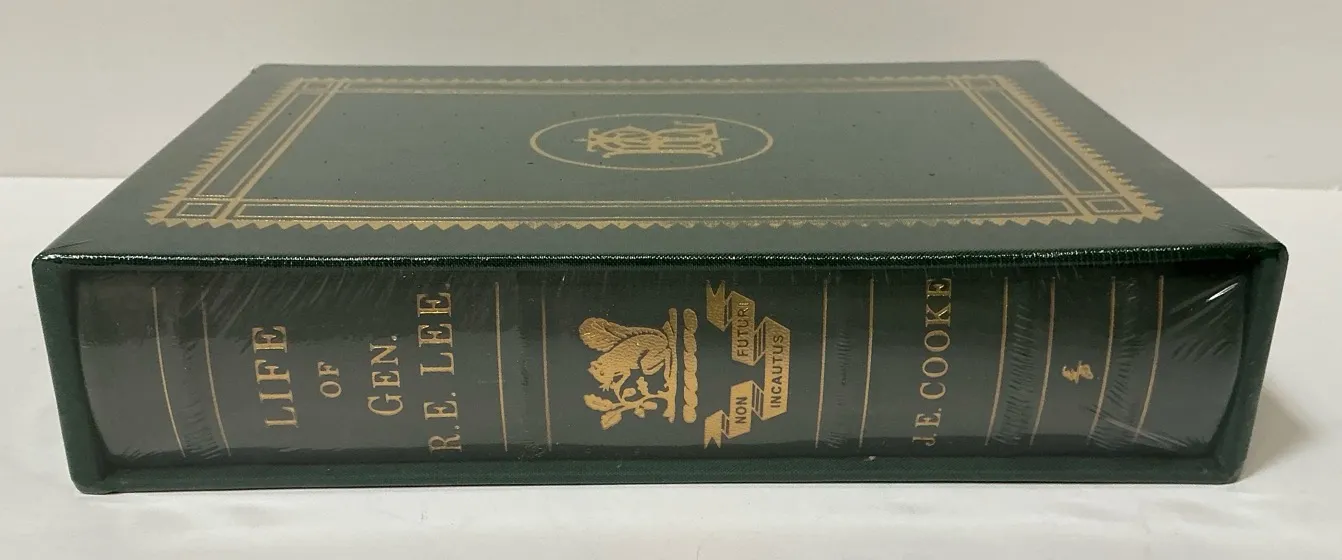 LIFE
OF
GEN.
R.E. LEE
NON
FUTURI
INCAUTUS
J.E. COOKE